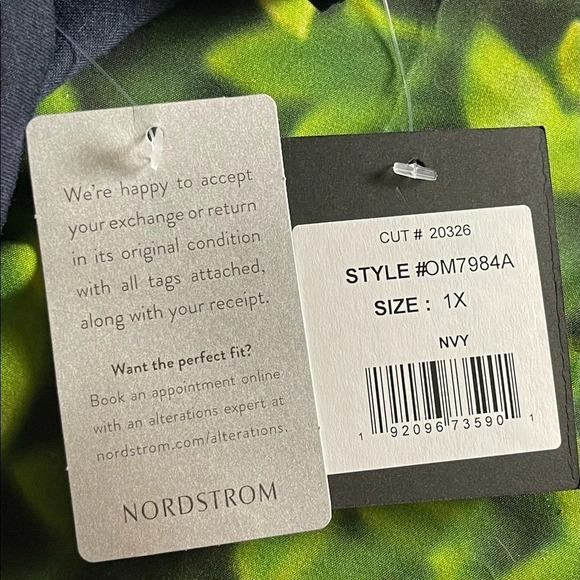 We're happy to accept
your exchange or return
in its original condition
with all tags attached,
along with your receipt.
Want the perfect fit?
Book an appointment online
with an alterations expert at
nordstrom.com/alterations.
NORDSTROM
CUT # 20326
STYLE #OM7984A
SIZE : 1X
NVY
1 92096 73590 1